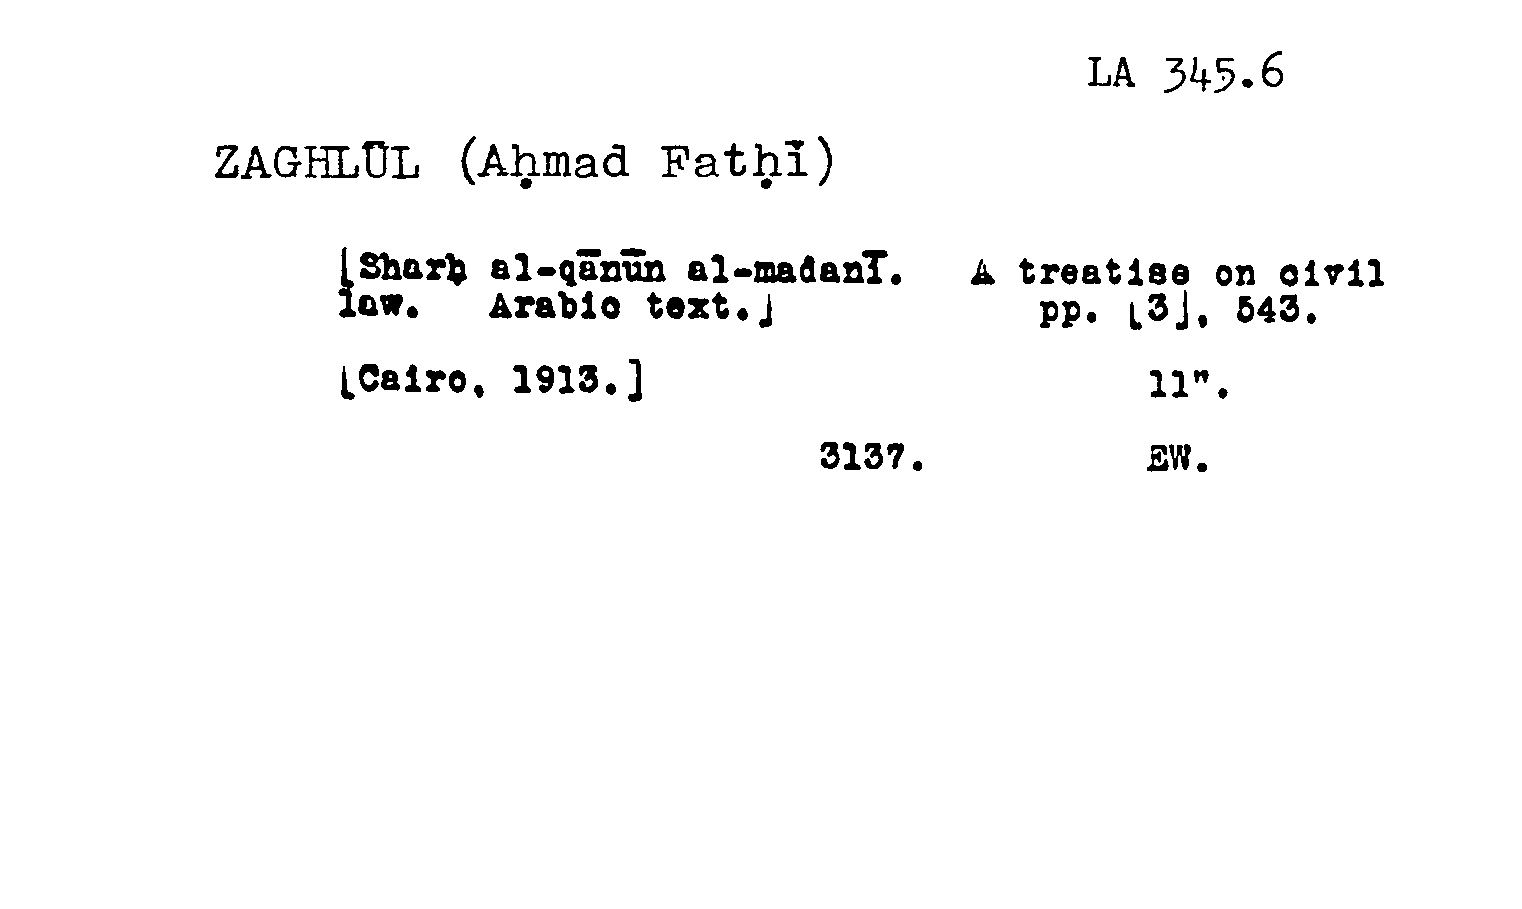 LA 345.6
ZAGHLŪL (Aḥmad Fatḥī)
[Sharḥ al-qānūn al-madanī. A treatise on civil
law. Arabic text.] pp. [3], 543.
[Cairo, 1913.] 11".
3137. EW.